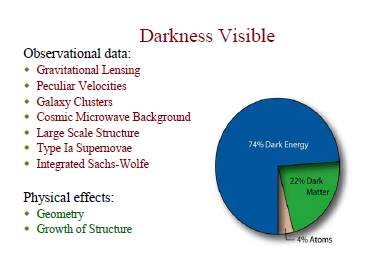 Darkness Visible
Observational data:
Gravitational Lensing
Peculiar Velocities
Galaxy Clusters
Cosmic Microwave Background
Large Scale Structure
Type Ia Supernovae
Integrated Sachs-Wolfe
Physical effects:
Geometry
Growth of Structure
74% Dark Energy
22% Dark
Matter
4% Atoms